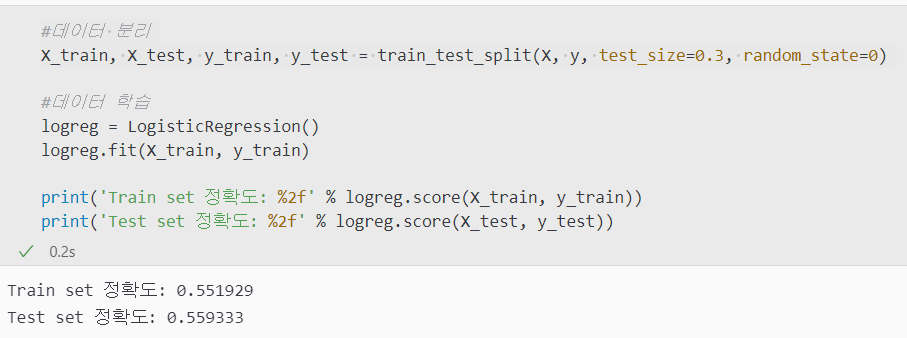 #데이터 분리
X_train, X_test, y_train, y_test = train_test_split(X, y, test_size=0.3, random_state=0)
#데이터 학습
logreg = LogisticRegression()
logreg.fit(X_train, y_train)
print('Train set 정확도: %2f' % logreg.score(X_train, y_train))
print('Test set 정확도: %2f' % logreg.score(X_test, y_test))
0.2s
Train set 정확도: 0.551929
Test set 정확도: 0.559333